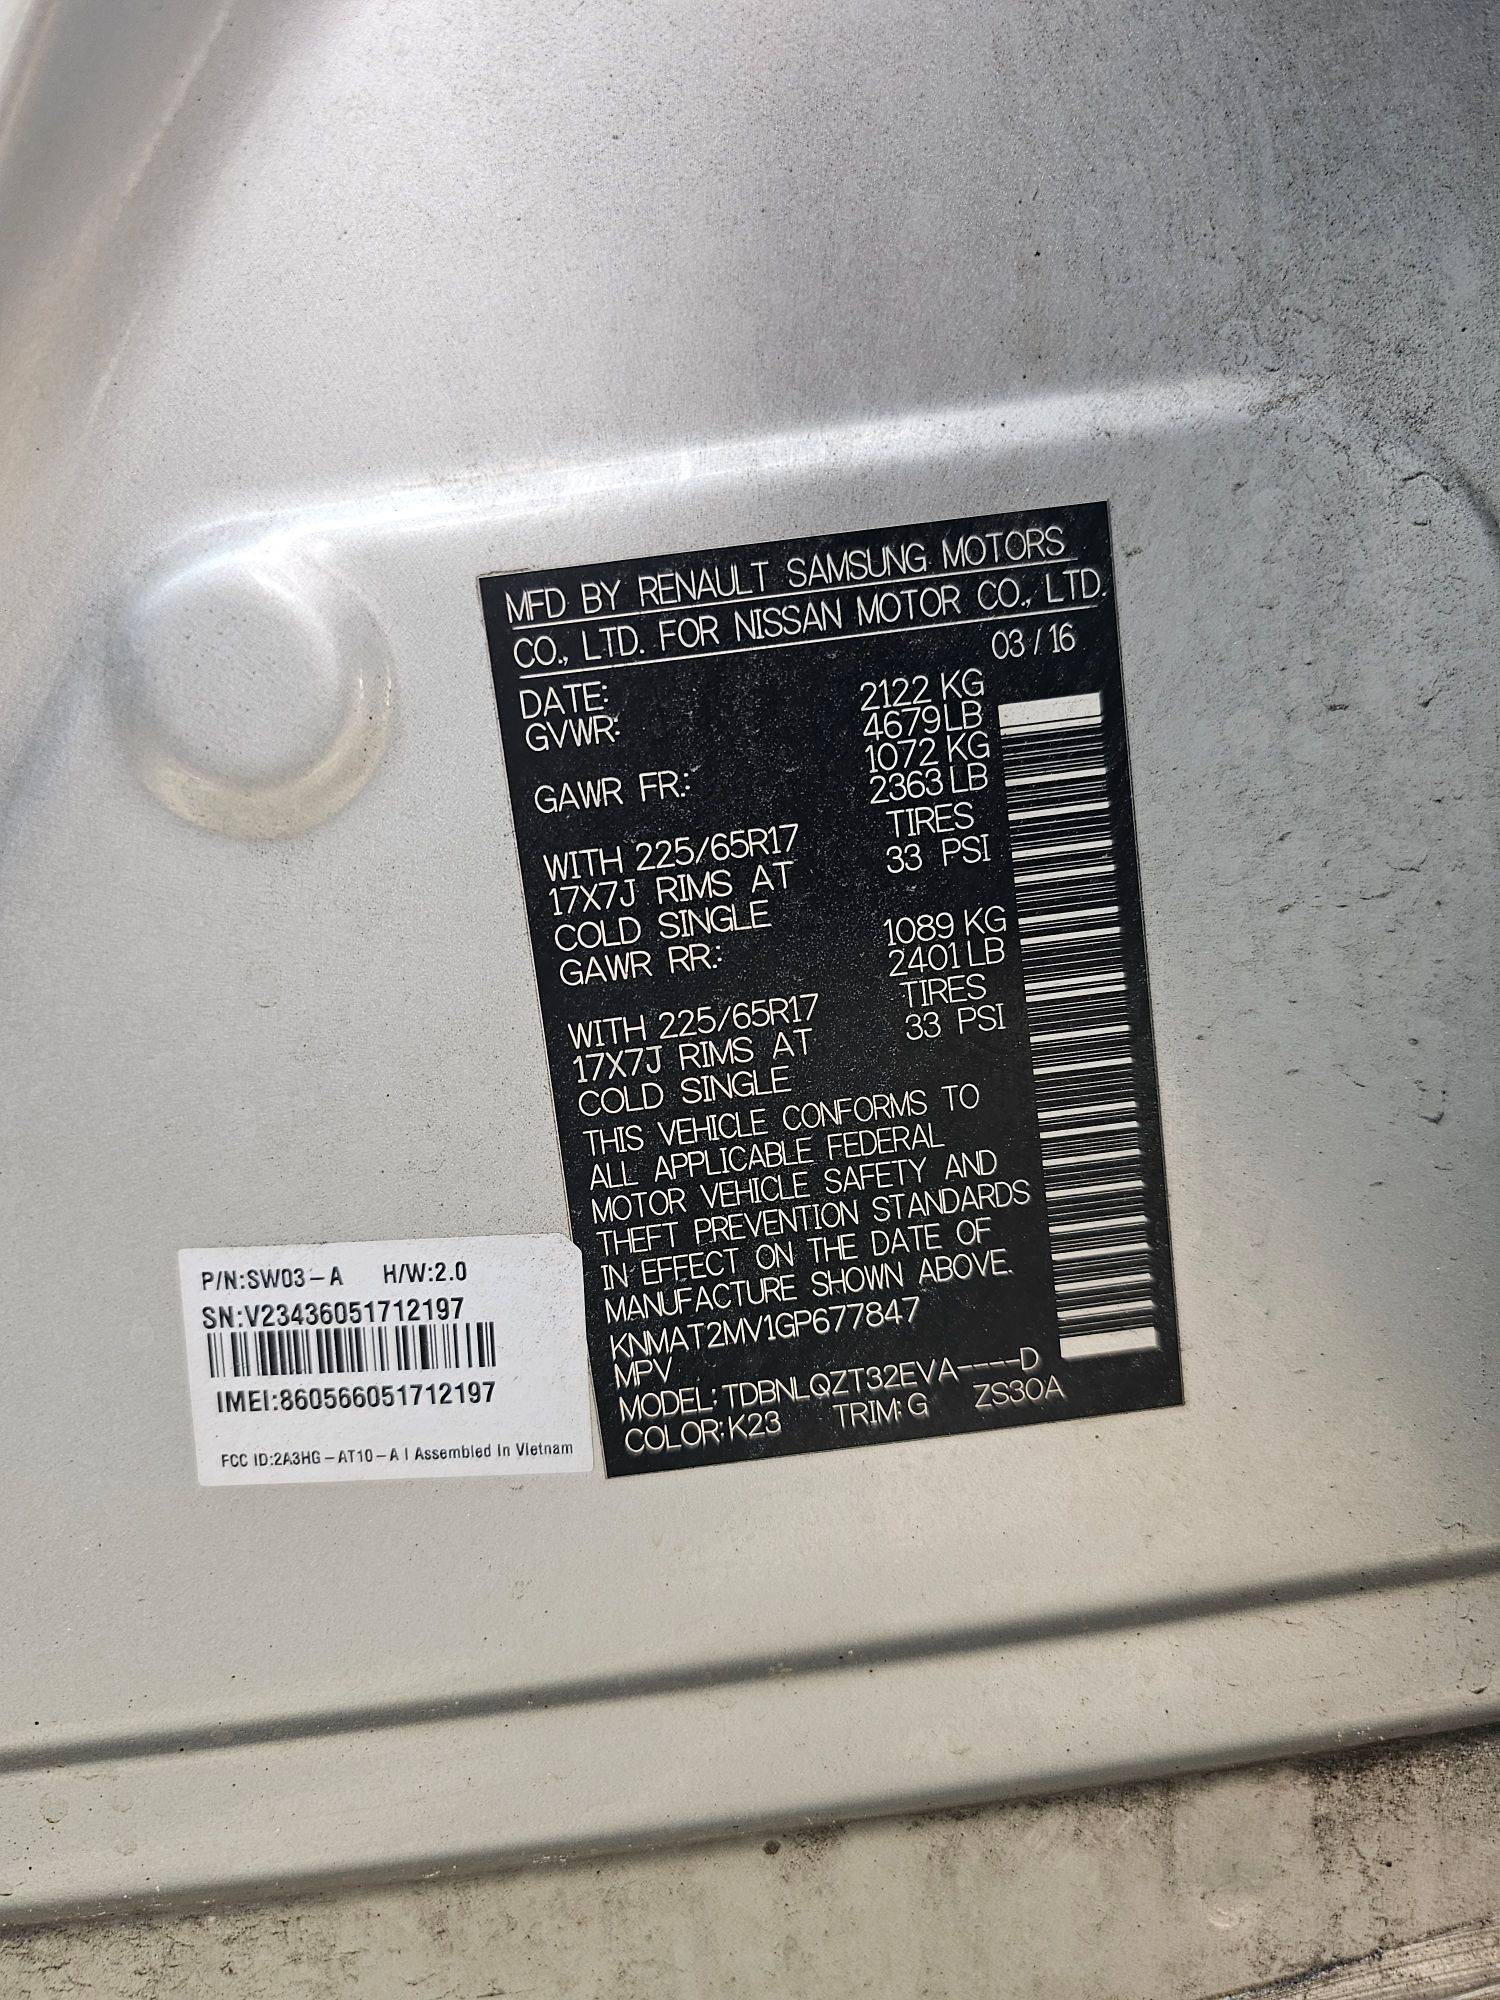 MFD BY RENAULT SAMSUNG MOTORS
CO., LTD. FOR NISSAN MOTOR CO., LTD.
DATE: 03 / 16
GVWR: 2122 KG
4679 LB
GAWR FR: 1072 KG
2363 LB
WITH 225/65R17 TIRES
17X7J RIMS AT 33 PSI
COLD SINGLE
GAWR RR: 1089 KG
2401 LB
WITH 225/65R17 TIRES
17X7J RIMS AT 33 PSI
COLD SINGLE
THIS VEHICLE CONFORMS TO
ALL APPLICABLE FEDERAL
MOTOR VEHICLE SAFETY AND
THEFT PREVENTION STANDARDS
IN EFFECT ON THE DATE OF
MANUFACTURE SHOWN ABOVE.
KNMAT2MV1GP677847
MPV
MODEL: TDBNLQZT32EVA----D
COLOR: K23 TRIM: G ZS30A
P/N:SW03-A H/W:2.0
SN:V23436051712197
IMEI:860566051712197
FCC ID:2A3HG-AT10-A | Assembled in Vietnam